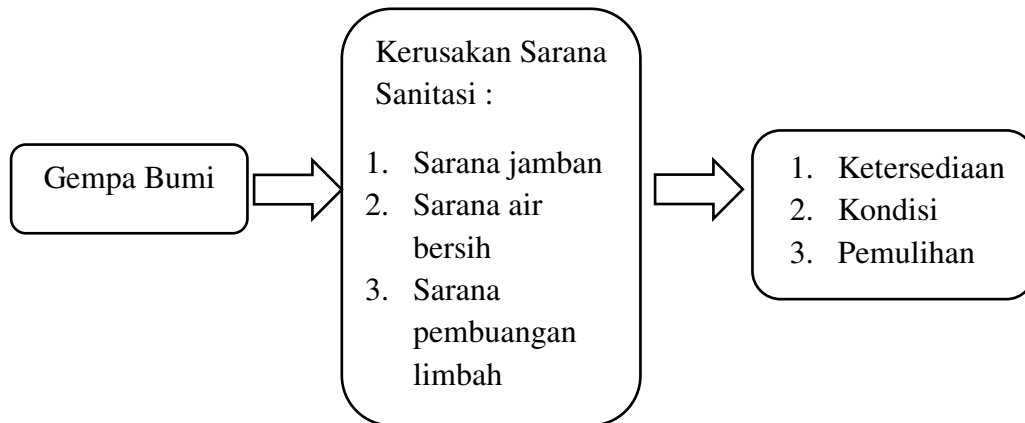 Gempa Bumi
Kerusakan Sarana
Sanitasi :
1. Sarana jamban
2. Sarana air
bersih
3. Sarana
pembuangan
limbah
1. Ketersediaan
2. Kondisi
3. Pemulihan